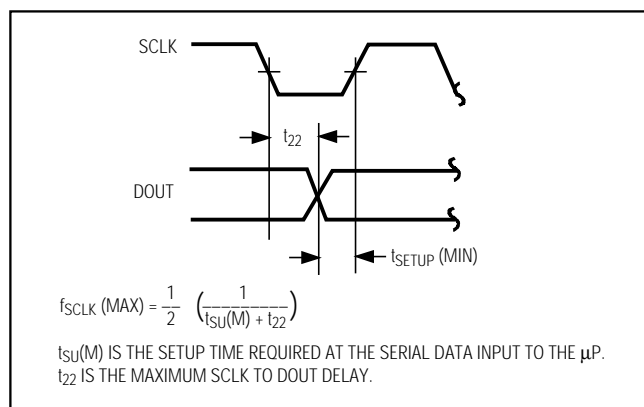 SCLK
t22
DOUT
tSETUP (MIN)
fSCLK (MAX) = 1/2 (1/(tSU(M) + t22))
tSU(M) IS THE SETUP TIME REQUIRED AT THE SERIAL DATA INPUT TO THE µP.
t22 IS THE MAXIMUM SCLK TO DOUT DELAY.